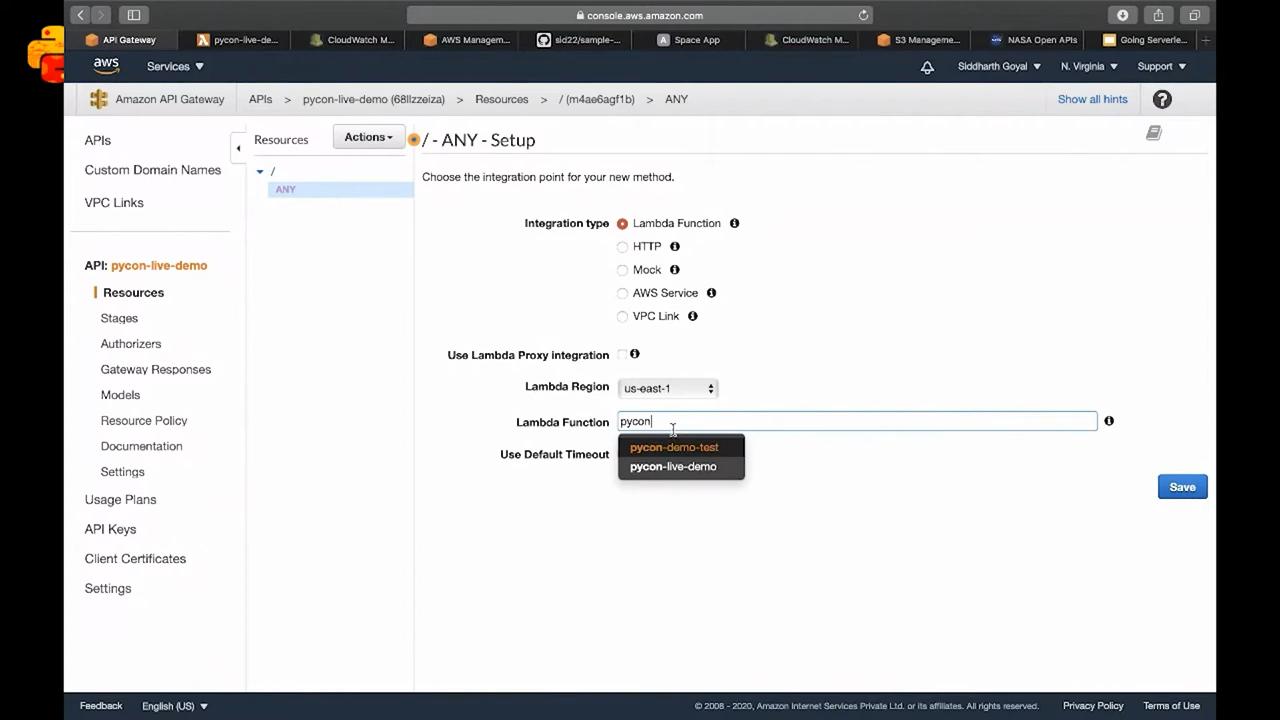 console.aws.amazon.com
API Gateway
pycon-live-de...
CloudWatch M...
AWS Managem...
sid22/sample-...
Space App
CloudWatch M...
S3 Manageme...
NASA Open APIs
Going Serverle...
aws
Services
Siddharth Goyal
N. Virginia
Support
Amazon API Gateway
APIs > pycon-live-demo (68llzzeiza) > Resources > / (m4ae6agf1b) > ANY
Show all hints
APIs
Custom Domain Names
VPC Links
API: pycon-live-demo
Resources
Stages
Authorizers
Gateway Responses
Models
Resource Policy
Documentation
Settings
Usage Plans
API Keys
Client Certificates
Settings
Resources
Actions
/
ANY
/ - ANY - Setup
Choose the integration point for your new method.
Integration type
Lambda Function
HTTP
Mock
AWS Service
VPC Link
Use Lambda Proxy integration
Lambda Region
us-east-1
Lambda Function
pycon
pycon-demo-test
pycon-live-demo
Use Default Timeout
Save
Feedback
English (US)
© 2008 - 2020, Amazon Internet Services Private Ltd. or its affiliates. All rights reserved.
Privacy Policy
Terms of Use